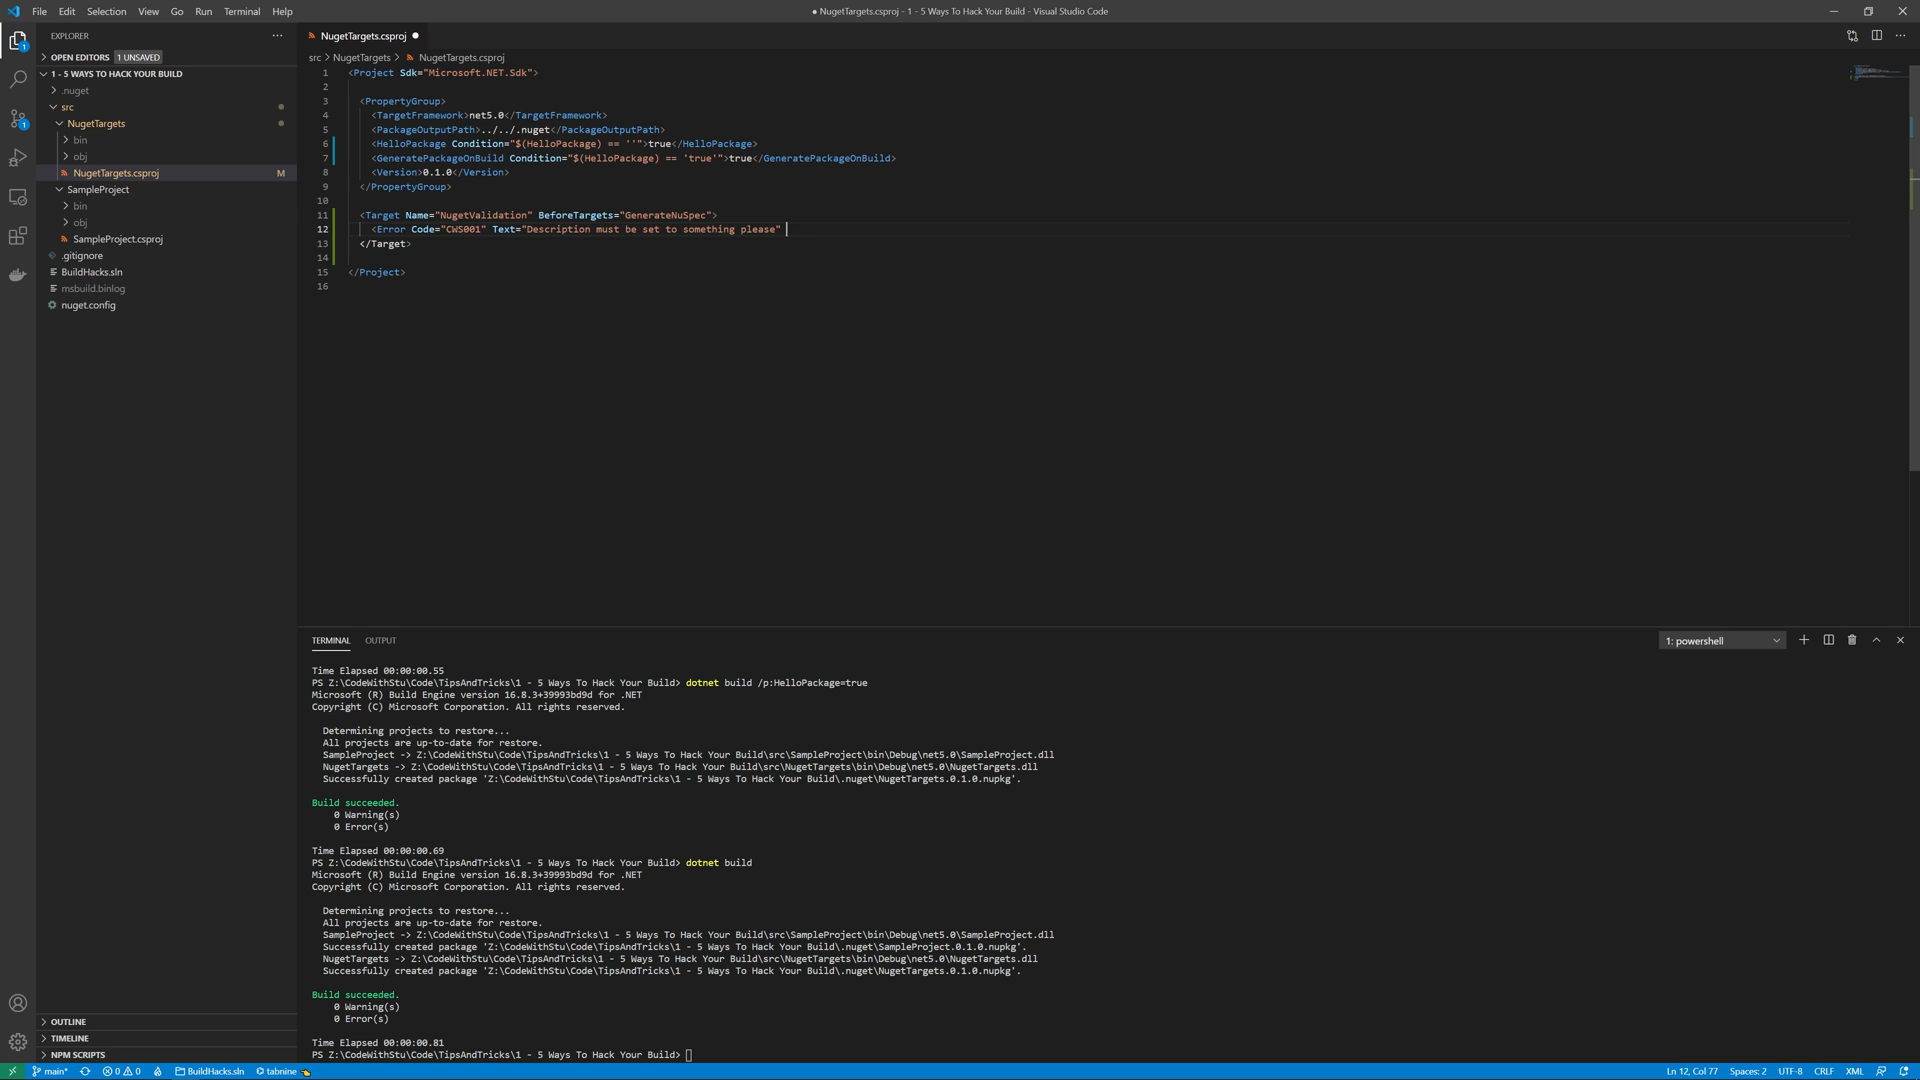 File Edit Selection View Go Run Terminal Help
● NugetTargets.csproj - 1 - 5 Ways To Hack Your Build - Visual Studio Code
EXPLORER
OPEN EDITORS 1 UNSAVED
1 - 5 WAYS TO HACK YOUR BUILD
.nuget
src
NugetTargets
bin
obj
NugetTargets.csproj M
SampleProject
bin
obj
SampleProject.csproj
.gitignore
BuildHacks.sln
msbuild.binlog
nuget.config
OUTLINE
TIMELINE
NPM SCRIPTS
NugetTargets.csproj ●
src > NugetTargets > NugetTargets.csproj
1 <Project Sdk="Microsoft.NET.Sdk">
2
3 <PropertyGroup>
4 <TargetFramework>net5.0</TargetFramework>
5 <PackageOutputPath>../../.nuget</PackageOutputPath>
6 <HelloPackage Condition="$(HelloPackage) == ''">true</HelloPackage>
7 <GeneratePackageOnBuild Condition="$(HelloPackage) == 'true'">true</GeneratePackageOnBuild>
8 <Version>0.1.0</Version>
9 </PropertyGroup>
10
11 <Target Name="NugetValidation" BeforeTargets="GenerateNuSpec">
12 <Error Code="CWS001" Text="Description must be set to something please"
13 </Target>
14
15 </Project>
16
TERMINAL OUTPUT
1: powershell
Time Elapsed 00:00:00.55
PS Z:\CodeWithStu\Code\TipsAndTricks\1 - 5 Ways To Hack Your Build> dotnet build /p:HelloPackage=true
Microsoft (R) Build Engine version 16.8.3+39993bd9d for .NET
Copyright (C) Microsoft Corporation. All rights reserved.
Determining projects to restore...
All projects are up-to-date for restore.
SampleProject -> Z:\CodeWithStu\Code\TipsAndTricks\1 - 5 Ways To Hack Your Build\src\SampleProject\bin\Debug\net5.0\SampleProject.dll
NugetTargets -> Z:\CodeWithStu\Code\TipsAndTricks\1 - 5 Ways To Hack Your Build\src\NugetTargets\bin\Debug\net5.0\NugetTargets.dll
Successfully created package 'Z:\CodeWithStu\Code\TipsAndTricks\1 - 5 Ways To Hack Your Build\.nuget\NugetTargets.0.1.0.nupkg'.
Build succeeded.
0 Warning(s)
0 Error(s)
Time Elapsed 00:00:00.69
PS Z:\CodeWithStu\Code\TipsAndTricks\1 - 5 Ways To Hack Your Build> dotnet build
Microsoft (R) Build Engine version 16.8.3+39993bd9d for .NET
Copyright (C) Microsoft Corporation. All rights reserved.
Determining projects to restore...
All projects are up-to-date for restore.
SampleProject -> Z:\CodeWithStu\Code\TipsAndTricks\1 - 5 Ways To Hack Your Build\src\SampleProject\bin\Debug\net5.0\SampleProject.dll
Successfully created package 'Z:\CodeWithStu\Code\TipsAndTricks\1 - 5 Ways To Hack Your Build\.nuget\SampleProject.0.1.0.nupkg'.
NugetTargets -> Z:\CodeWithStu\Code\TipsAndTricks\1 - 5 Ways To Hack Your Build\src\NugetTargets\bin\Debug\net5.0\NugetTargets.dll
Successfully created package 'Z:\CodeWithStu\Code\TipsAndTricks\1 - 5 Ways To Hack Your Build\.nuget\NugetTargets.0.1.0.nupkg'.
Build succeeded.
0 Warning(s)
0 Error(s)
Time Elapsed 00:00:00.81
PS Z:\CodeWithStu\Code\TipsAndTricks\1 - 5 Ways To Hack Your Build>
main* 0 0 BuildHacks.sln tabnine Ln 12, Col 77 Spaces: 2 UTF-8 CRLF XML